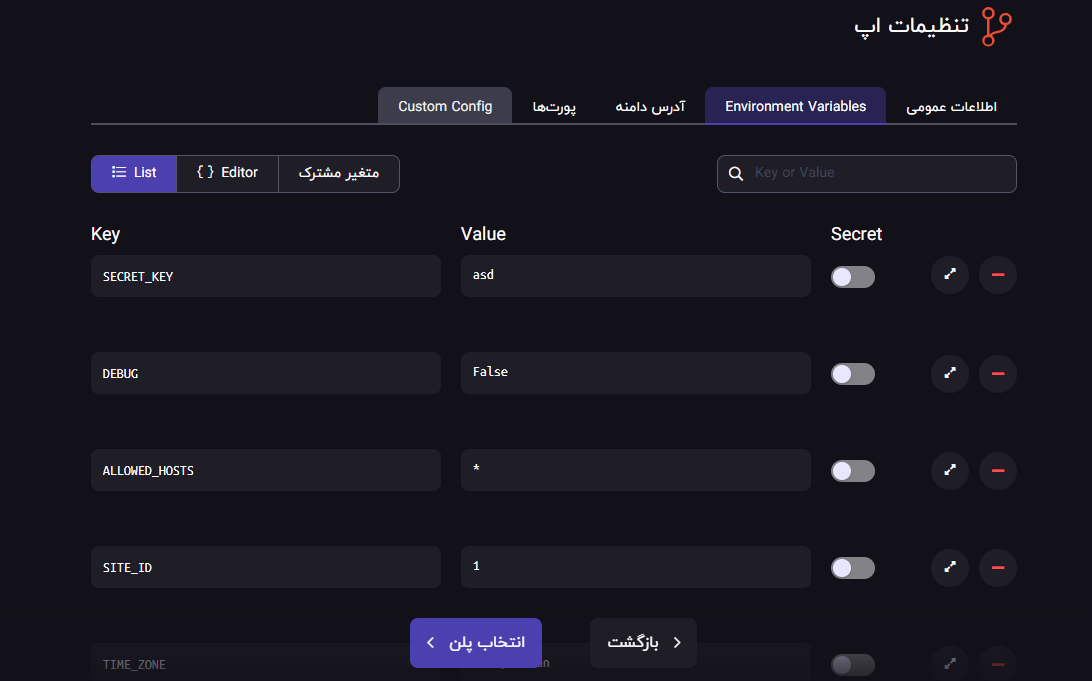 تنظیمات اپ
اطلاعات عمومی
Environment Variables
آدرس دامنه
پورت‌ها
Custom Config
List
{ } Editor
متغیر مشترک
Key or Value
Key Value Secret
SECRET_KEY asd
DEBUG False
ALLOWED_HOSTS *
SITE_ID 1
TIME_ZONE
بازگشت
انتخاب پلن